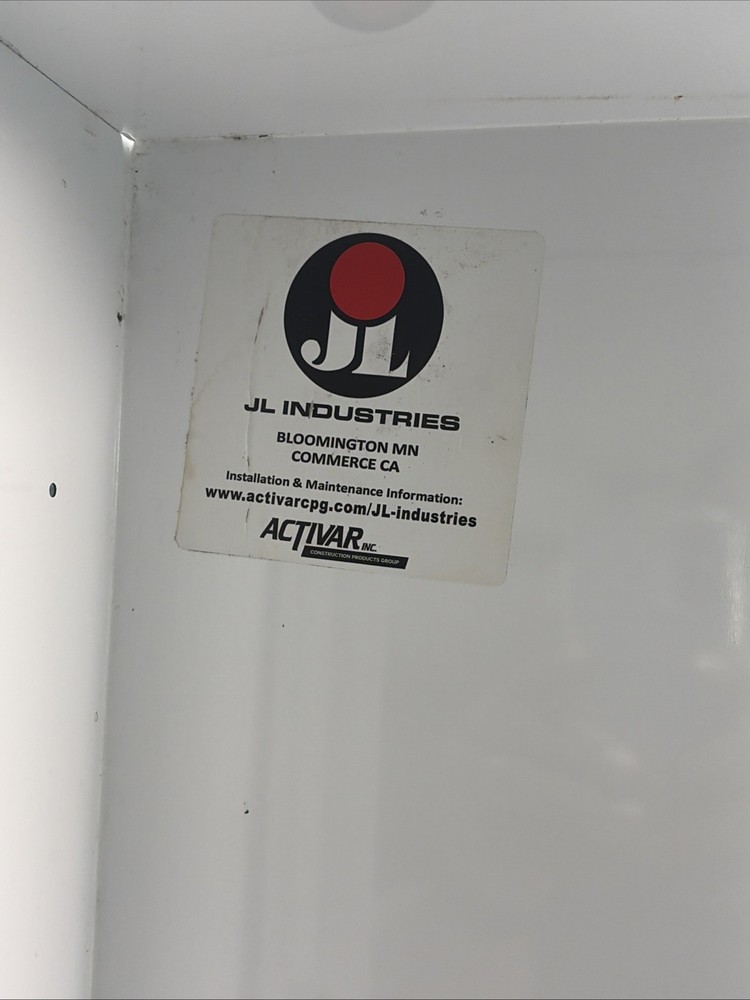 JL
JL INDUSTRIES
BLOOMINGTON MN
COMMERCE CA
Installation & Maintenance Information:
www.activarcpg.com/JL-industries
ACTIVAR INC.
CONSTRUCTION PRODUCTS GROUP